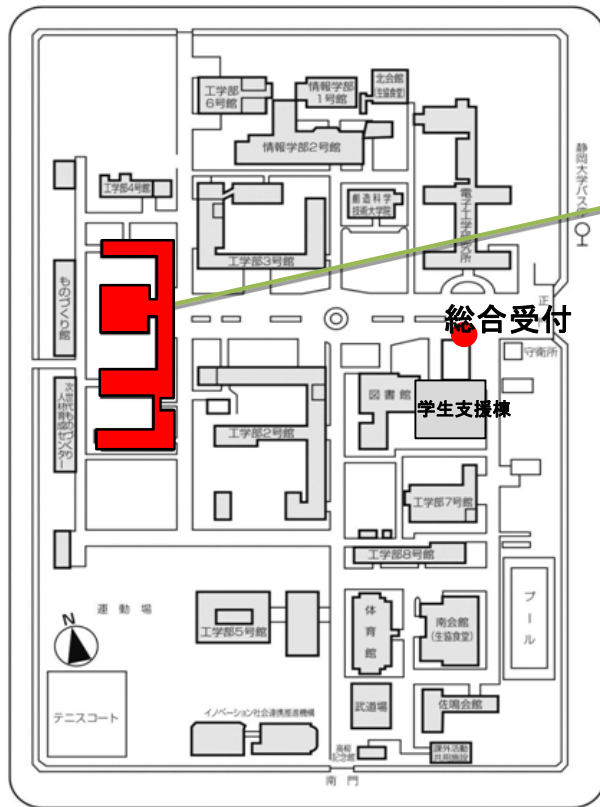 工学部
6号館
情報学部
1号館
北会館
(生協食堂)
情報学部2号館
静岡大学バス停
工学部4号館
創造科学
技術大学院
電子工学研究所
工学部3号館
ものづくり館
正門
総合受付
守衛所
図書館
学生支援棟
次世代ものづくり
人材育成センター
工学部2号館
工学部7号館
工学部8号館
プール
運動場
N
工学部5号館
体育館
南会館
(生協食堂)
テニスコート
武道場
佐鳴会館
イノベーション社会連携推進機構
高柳
記念館
課外活動
共用施設
南門